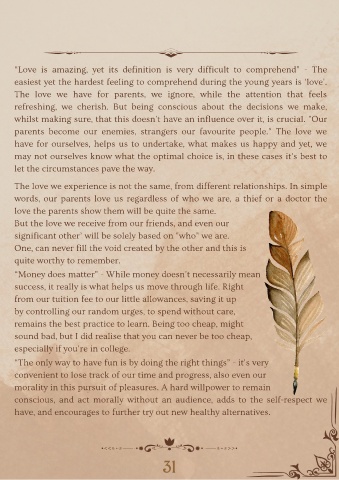 "Love is amazing, yet its definition is very difficult to comprehend" - The
easiest yet the hardest feeling to comprehend during the young years is 'love'.
The love we have for parents, we ignore, while the attention that feels
refreshing, we cherish. But being conscious about the decisions we make,
whilst making sure, that this doesn't have an influence over it, is crucial. "Our
parents become our enemies, strangers our favourite people." The love we
have for ourselves, helps us to undertake, what makes us happy and yet, we
may not ourselves know what the optimal choice is, in these cases it's best to
let the circumstances pave the way.
The love we experience is not the same, from different relationships. In simple
words, our parents love us regardless of who we are, a thief or a doctor the
love the parents show them will be quite the same.
But the love we receive from our friends, and even our
significant other' will be solely based on "who" we are.
One, can never fill the void created by the other and this is
quite worthy to remember.
"Money does matter" - While money doesn't necessarily mean
success, it really is what helps us move through life. Right
from our tuition fee to our little allowances, saving it up
by controlling our random urges, to spend without care,
remains the best practice to learn. Being too cheap, might
sound bad, but I did realise that you can never be too cheap,
especially if you're in college.
"The only way to have fun is by doing the right things" - it's very
convenient to lose track of our time and progress, also even our
morality in this pursuit of pleasures. A hard willpower to remain
conscious, and act morally without an audience, adds to the self-respect we
have, and encourages to further try out new healthy alternatives.
31